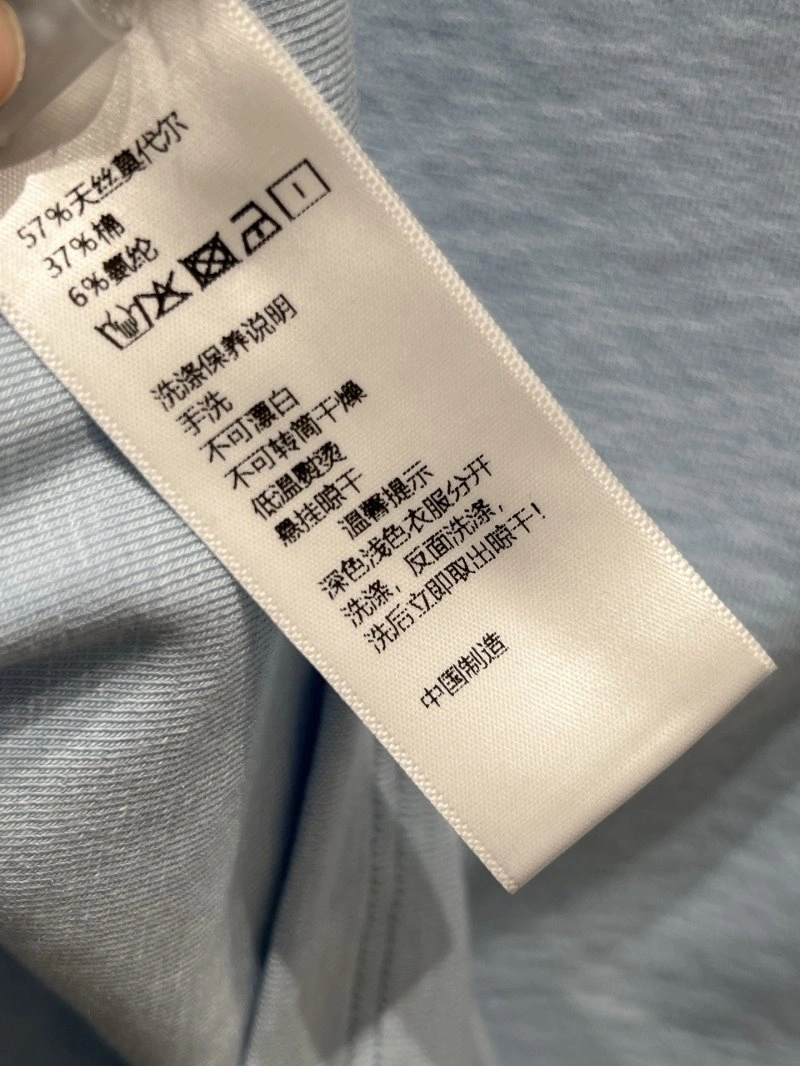 57%天丝莫代尔
37%棉
6%氨纶
洗涤保养说明
手洗
不可漂白
不可转筒干燥
低温熨烫
悬挂晾干
温馨提示
深色浅色衣服分开
洗涤，反面洗涤，
洗后立即取出晾干！
中国制造